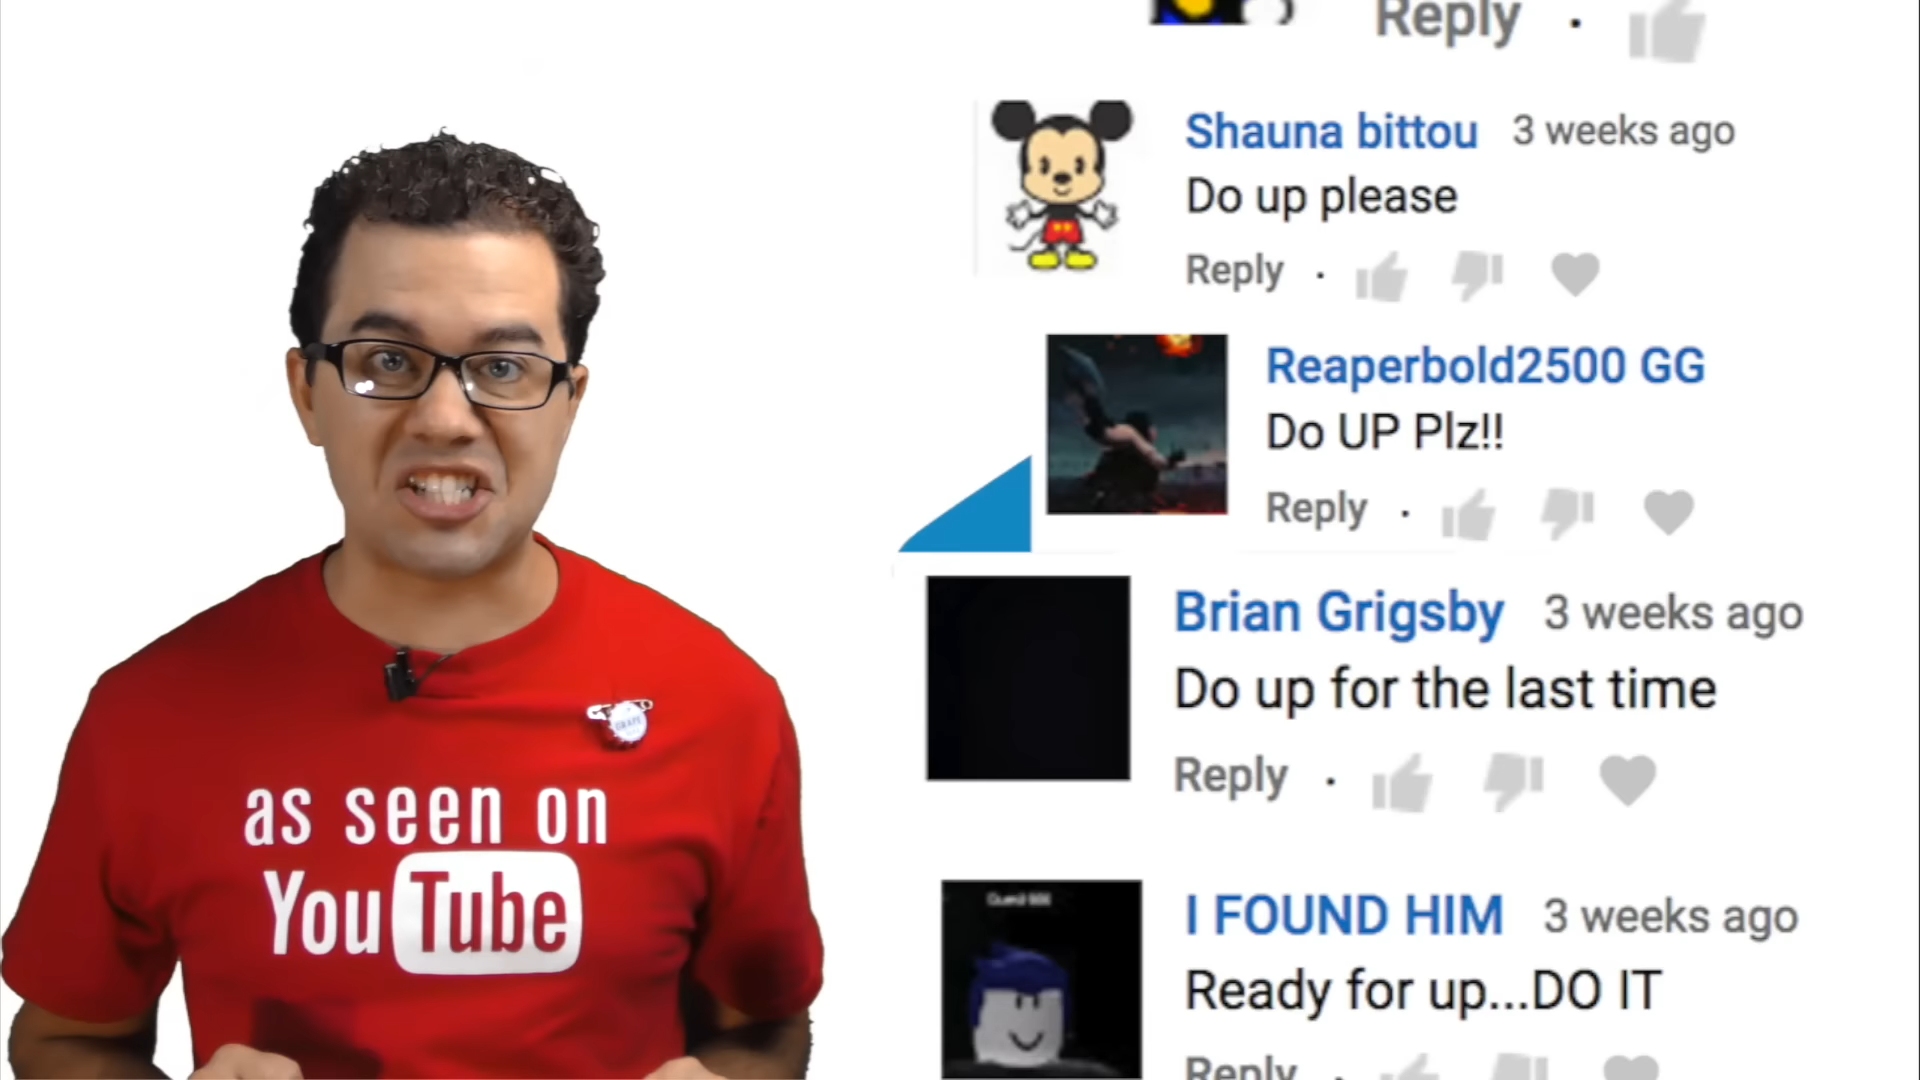 Reply ·
Shauna bittou 3 weeks ago
Do up please
Reply ·
Reaperbold2500 GG
Do UP Plz!!
Reply ·
Brian Grigsby 3 weeks ago
Do up for the last time
Reply ·
I FOUND HIM 3 weeks ago
Ready for up...DO IT
Reply ·
as seen on
YouTube